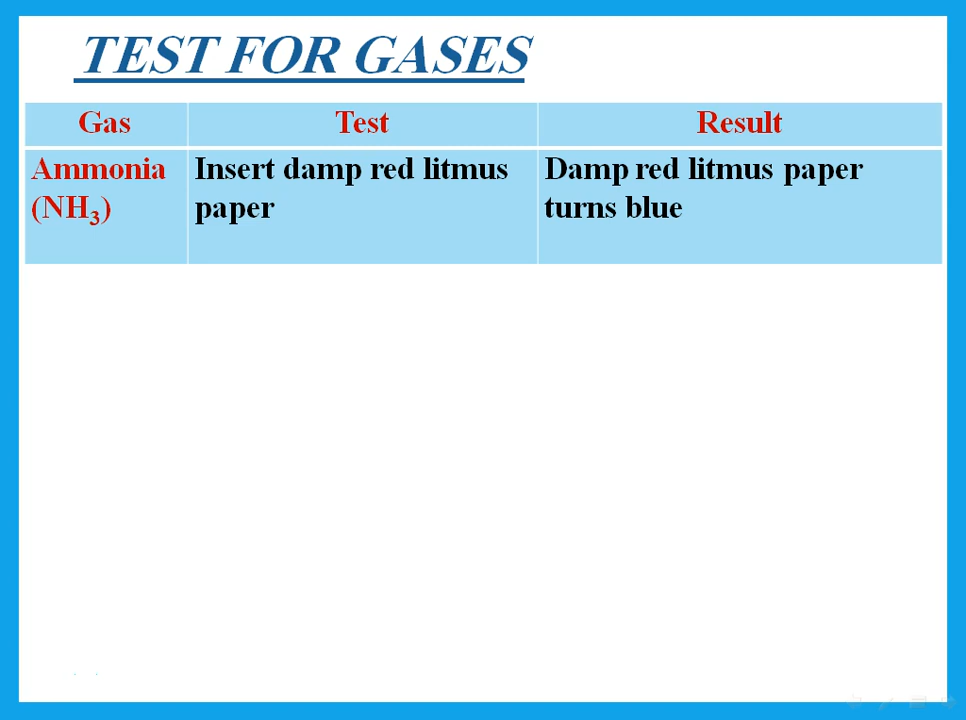 TEST FOR GASES
Gas Test Result
Ammonia Insert damp red litmus Damp red litmus paper
(NH₃) paper turns blue